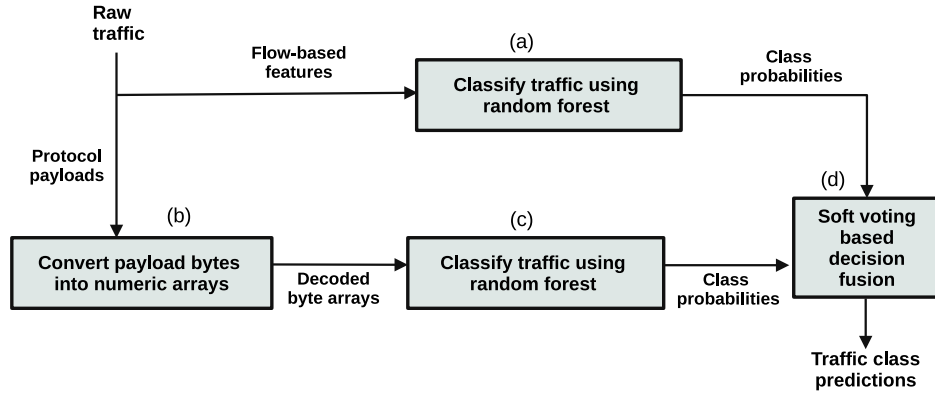 Raw
traffic
Flow-based
features
(a)
Classify traffic using
random forest
Class
probabilities
Protocol
payloads
(b)
Convert payload bytes
into numeric arrays
Decoded
byte arrays
(c)
Classify traffic using
random forest
Class
probabilities
(d)
Soft voting
based
decision
fusion
Traffic class
predictions